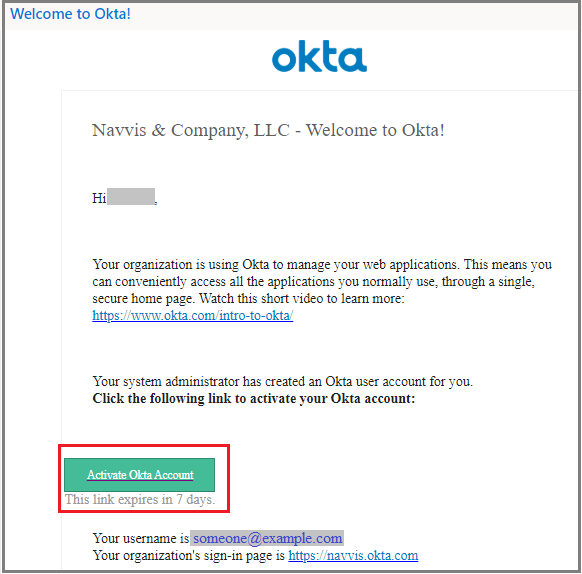 Welcome to Okta!
okta
Navvis & Company, LLC - Welcome to Okta!
Hi ,
Your organization is using Okta to manage your web applications. This means you
can conveniently access all the applications you normally use, through a single,
secure home page. Watch this short video to learn more:
https://www.okta.com/intro-to-okta/
Your system administrator has created an Okta user account for you.
Click the following link to activate your Okta account:
Activate Okta Account
This link expires in 7 days.
Your username is someone@example.com
Your organization's sign-in page is https://navvis.okta.com